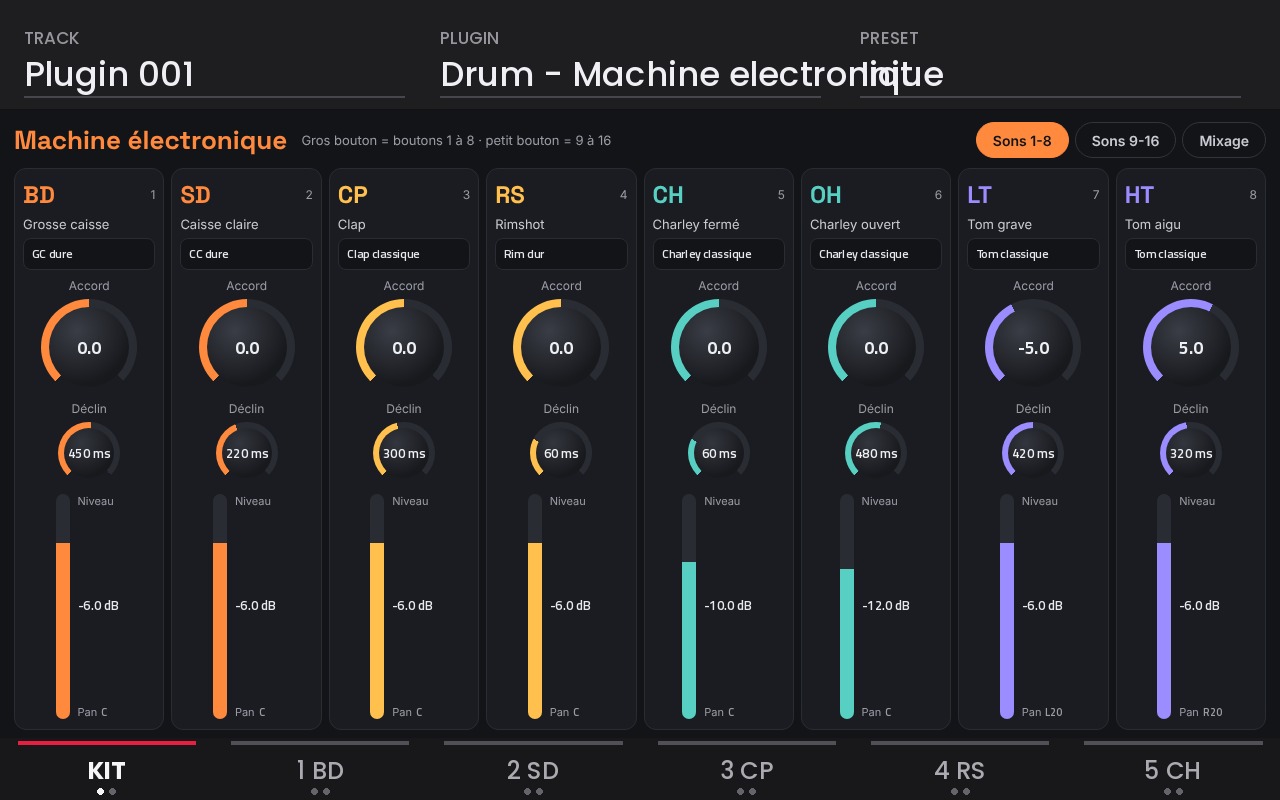 TRACK PLUGIN PRESET
Plugin 001 Drum - Machine electronique Init
Machine électronique Gros bouton = boutons 1 à 8 · petit bouton = 9 à 16 Sons 1-8 Sons 9-16 Mixage
BD 1 SD 2 CP 3 RS 4 CH 5 OH 6 LT 7 HT 8
Grosse caisse Caisse claire Clap Rimshot Charley fermé Charley ouvert Tom grave Tom aigu
GC dure CC dure Clap classique Rim dur Charley classique Charley classique Tom classique Tom classique
Accord Accord Accord Accord Accord Accord Accord Accord
0.0 0.0 0.0 0.0 0.0 0.0 -5.0 5.0
Déclin Déclin Déclin Déclin Déclin Déclin Déclin Déclin
450 ms 220 ms 300 ms 60 ms 60 ms 480 ms 420 ms 320 ms
Niveau Niveau Niveau Niveau Niveau Niveau Niveau Niveau
-6.0 dB -6.0 dB -6.0 dB -6.0 dB -10.0 dB -12.0 dB -6.0 dB -6.0 dB
Pan C Pan C Pan C Pan C Pan C Pan C Pan L20 Pan R20
KIT 1 BD 2 SD 3 CP 4 RS 5 CH